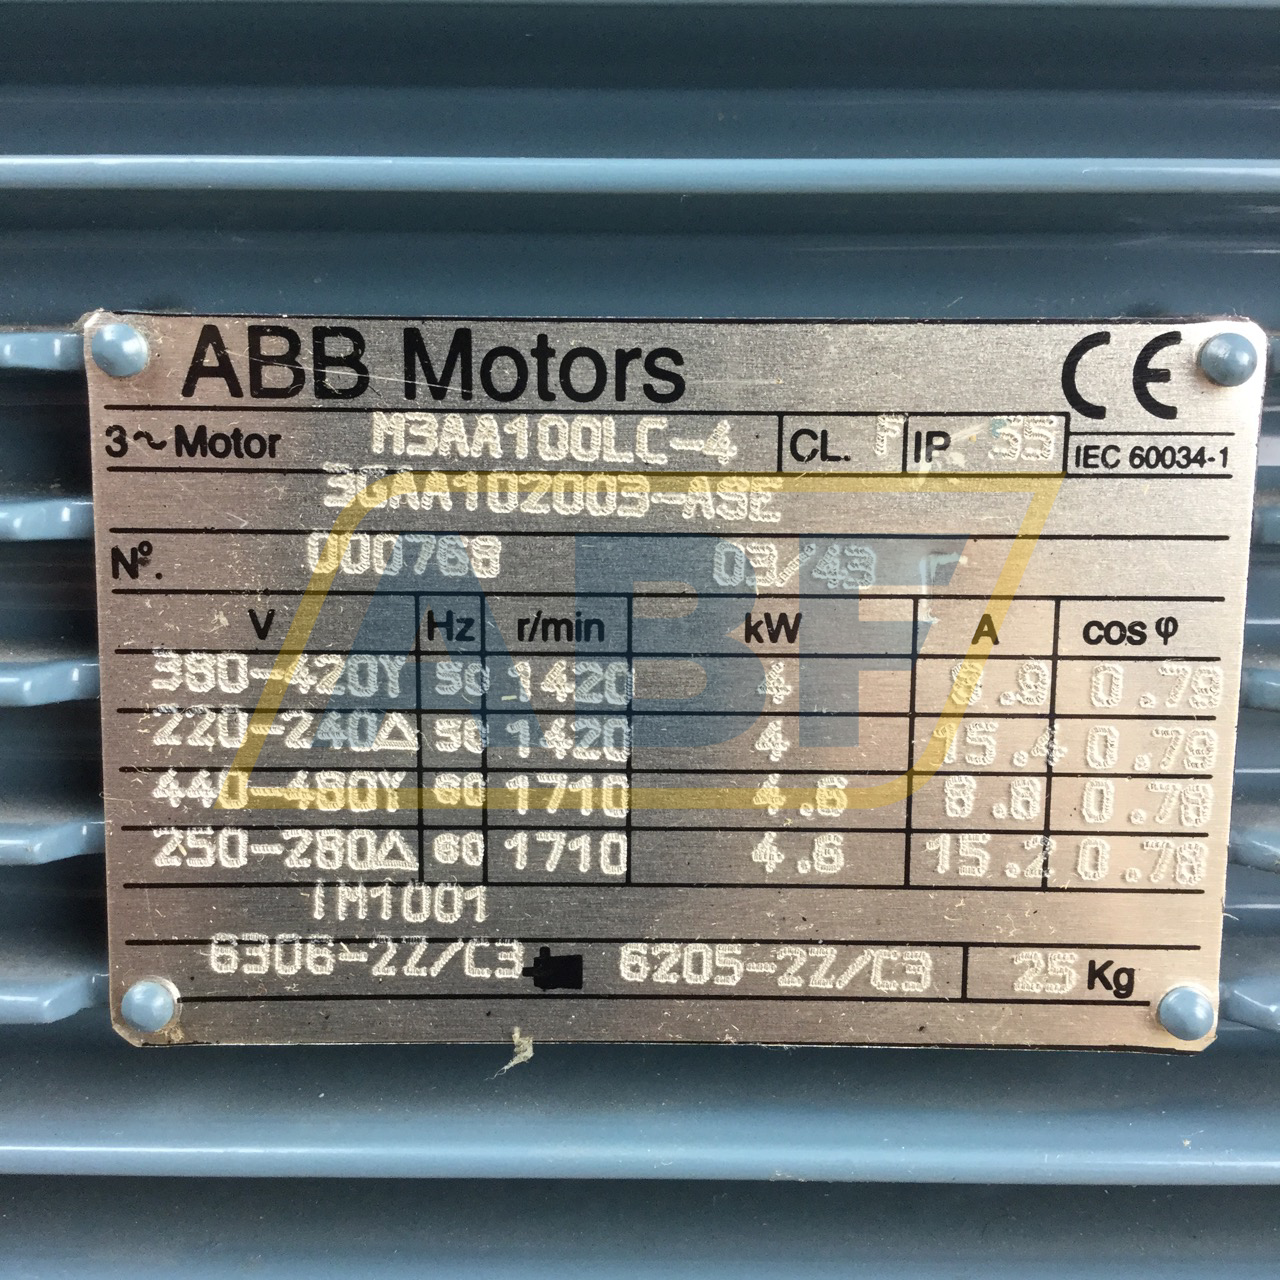 ABB Motors CE
3~Motor M3AA100LC-4 CL. F IP 55 IEC 60034-1
3GAA102003-ASE
Nº. 000768 03/43
V Hz r/min kW A cos φ
380-420Y 50 1420 4 8.9 0.79
220-240Δ 50 1420 4 15.4 0.79
440-480Y 60 1710 4.6 8.8 0.78
250-280Δ 60 1710 4.6 15.2 0.78
IM1001
6306-2Z/C3 6205-2Z/C3 25 Kg
ABF